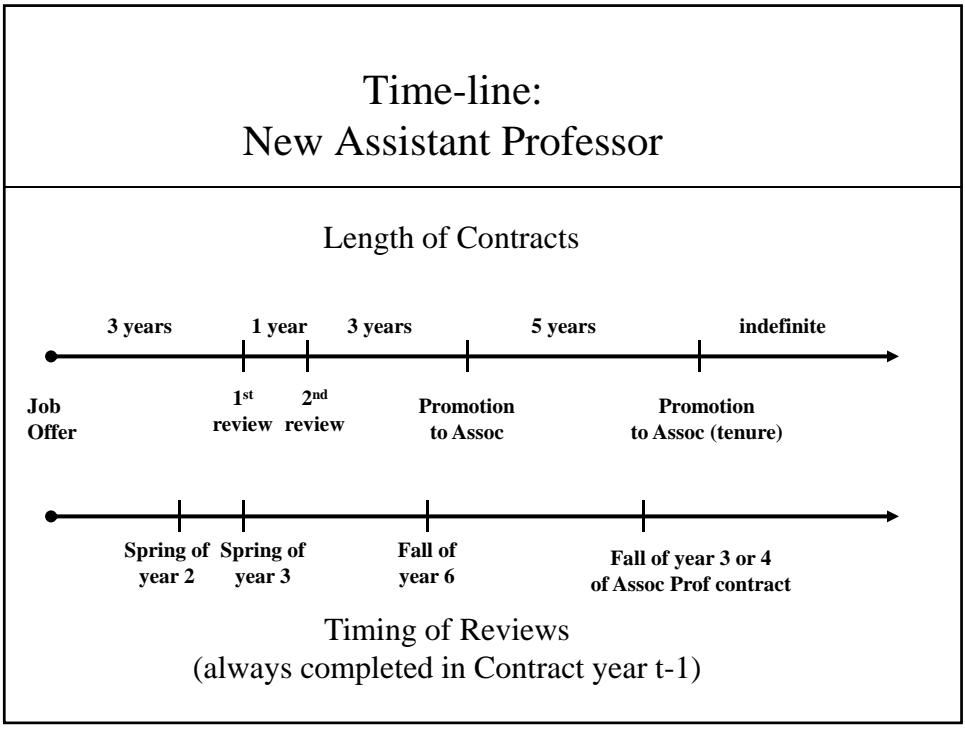 Time-line:
New Assistant Professor
Length of Contracts
3 years 1 year 3 years 5 years indefinite
Job
Offer
1st
review
2nd
review
Promotion
to Assoc
Promotion
to Assoc (tenure)
Spring of
year 2
Spring of
year 3
Fall of
year 6
Fall of year 3 or 4
of Assoc Prof contract
Timing of Reviews
(always completed in Contract year t-1)